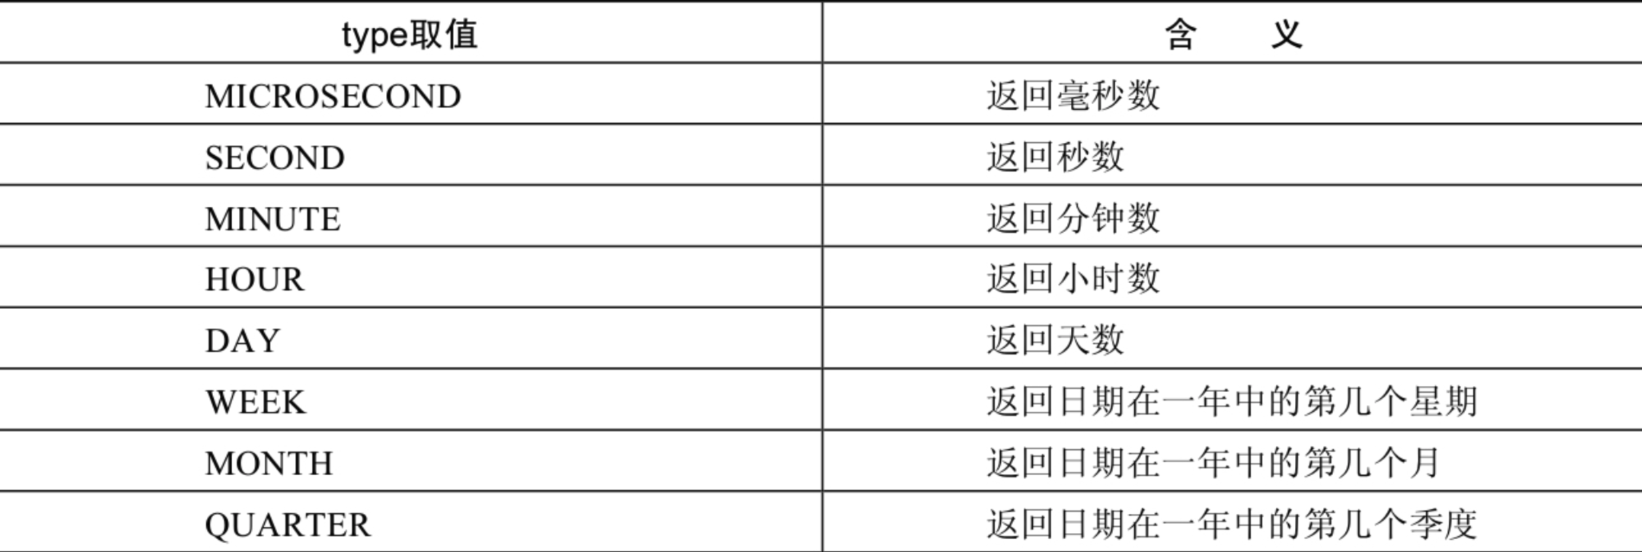 type取值 含 义
MICROSECOND 返回毫秒数
SECOND 返回秒数
MINUTE 返回分钟数
HOUR 返回小时数
DAY 返回天数
WEEK 返回日期在一年中的第几个星期
MONTH 返回日期在一年中的第几个月
QUARTER 返回日期在一年中的第几个季度